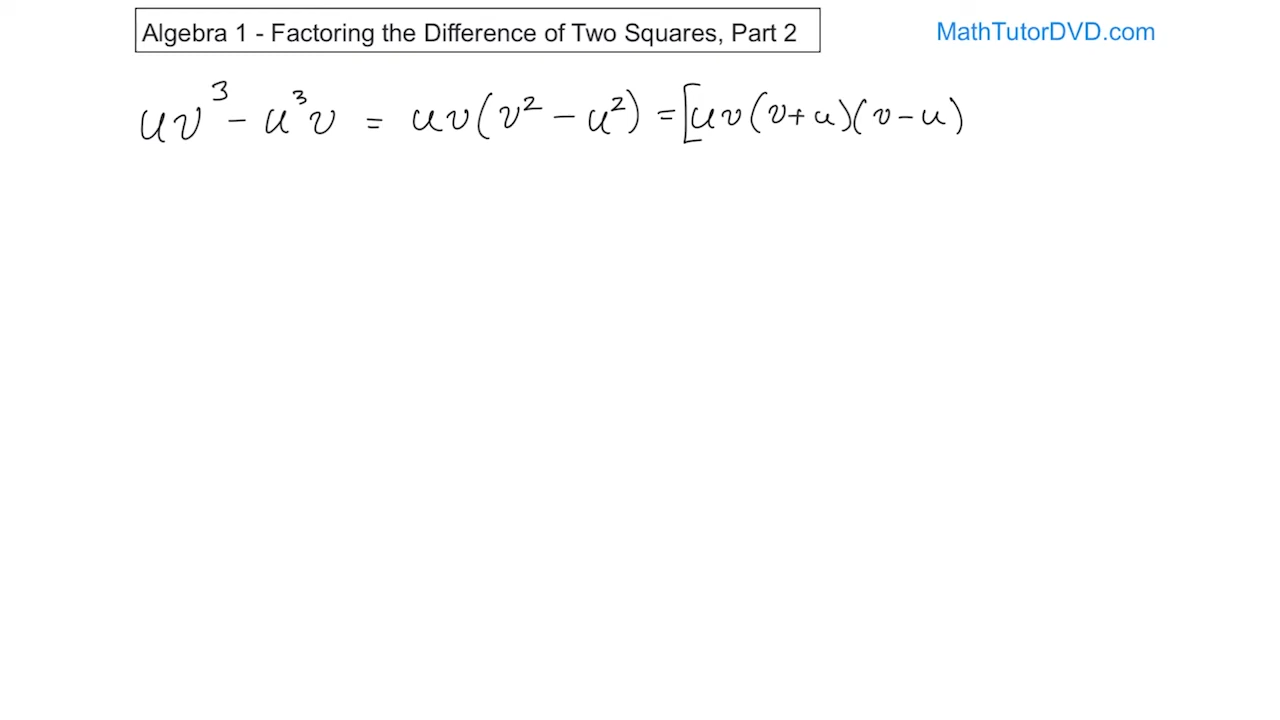 Algebra 1 - Factoring the Difference of Two Squares, Part 2
MathTutorDVD.com
uv³ - u³v = uv(v² - u²) = [uv(v+u)(v-u)